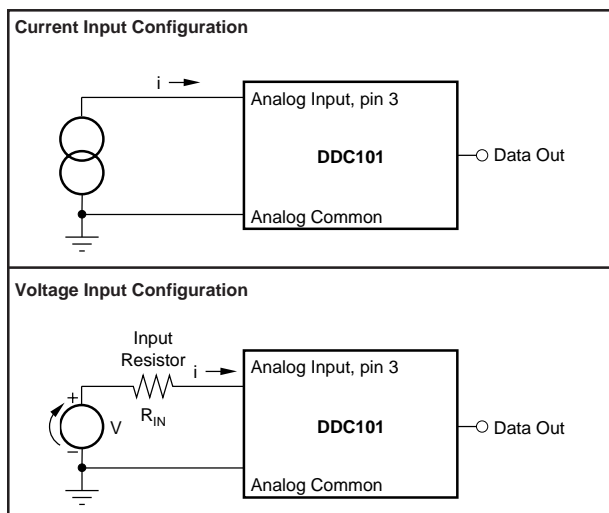 Current Input Configuration
i
Analog Input, pin 3
DDC101
Data Out
Analog Common
Voltage Input Configuration
Input
Resistor
i
Analog Input, pin 3
+
R_IN
V
DDC101
Data Out
–
Analog Common